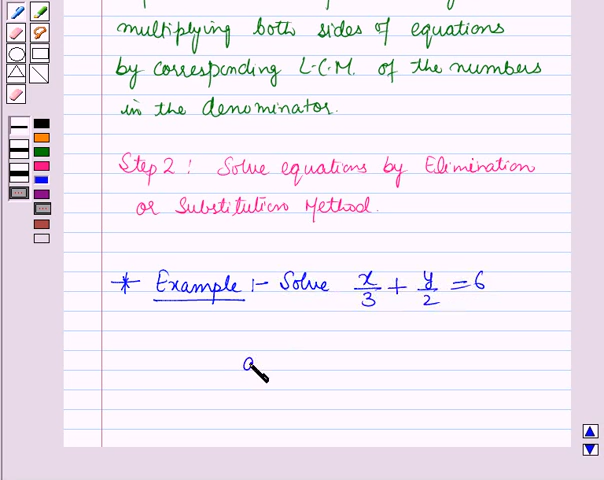 multiplying both sides of equations
by corresponding L.C.M. of the numbers
in the denominator.
Step 2: Solve equations by Elimination
or Substitution Method.
* Example :- Solve x/3 + y/2 = 6
a